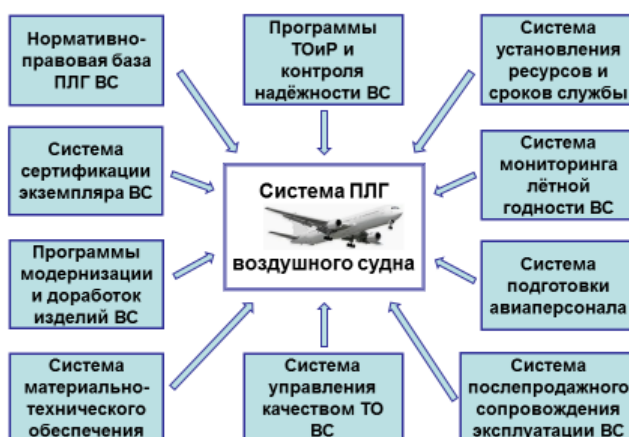 Нормативно-
правовая база
ПЛГ ВС
Программы
ТОиР и
контроля
надёжности ВС
Система
установления
ресурсов и
сроков службы
Система
сертификации
экземпляра ВС
Система ПЛГ
воздушного судна
Система
мониторинга
лётной
годности ВС
Программы
модернизации
и доработок
изделий ВС
Система
подготовки
авиаперсонала
Система
материально-
технического
обеспечения
Система
управления
качеством ТО
ВС
Система
послепродажного
сопровождения
эксплуатации ВС